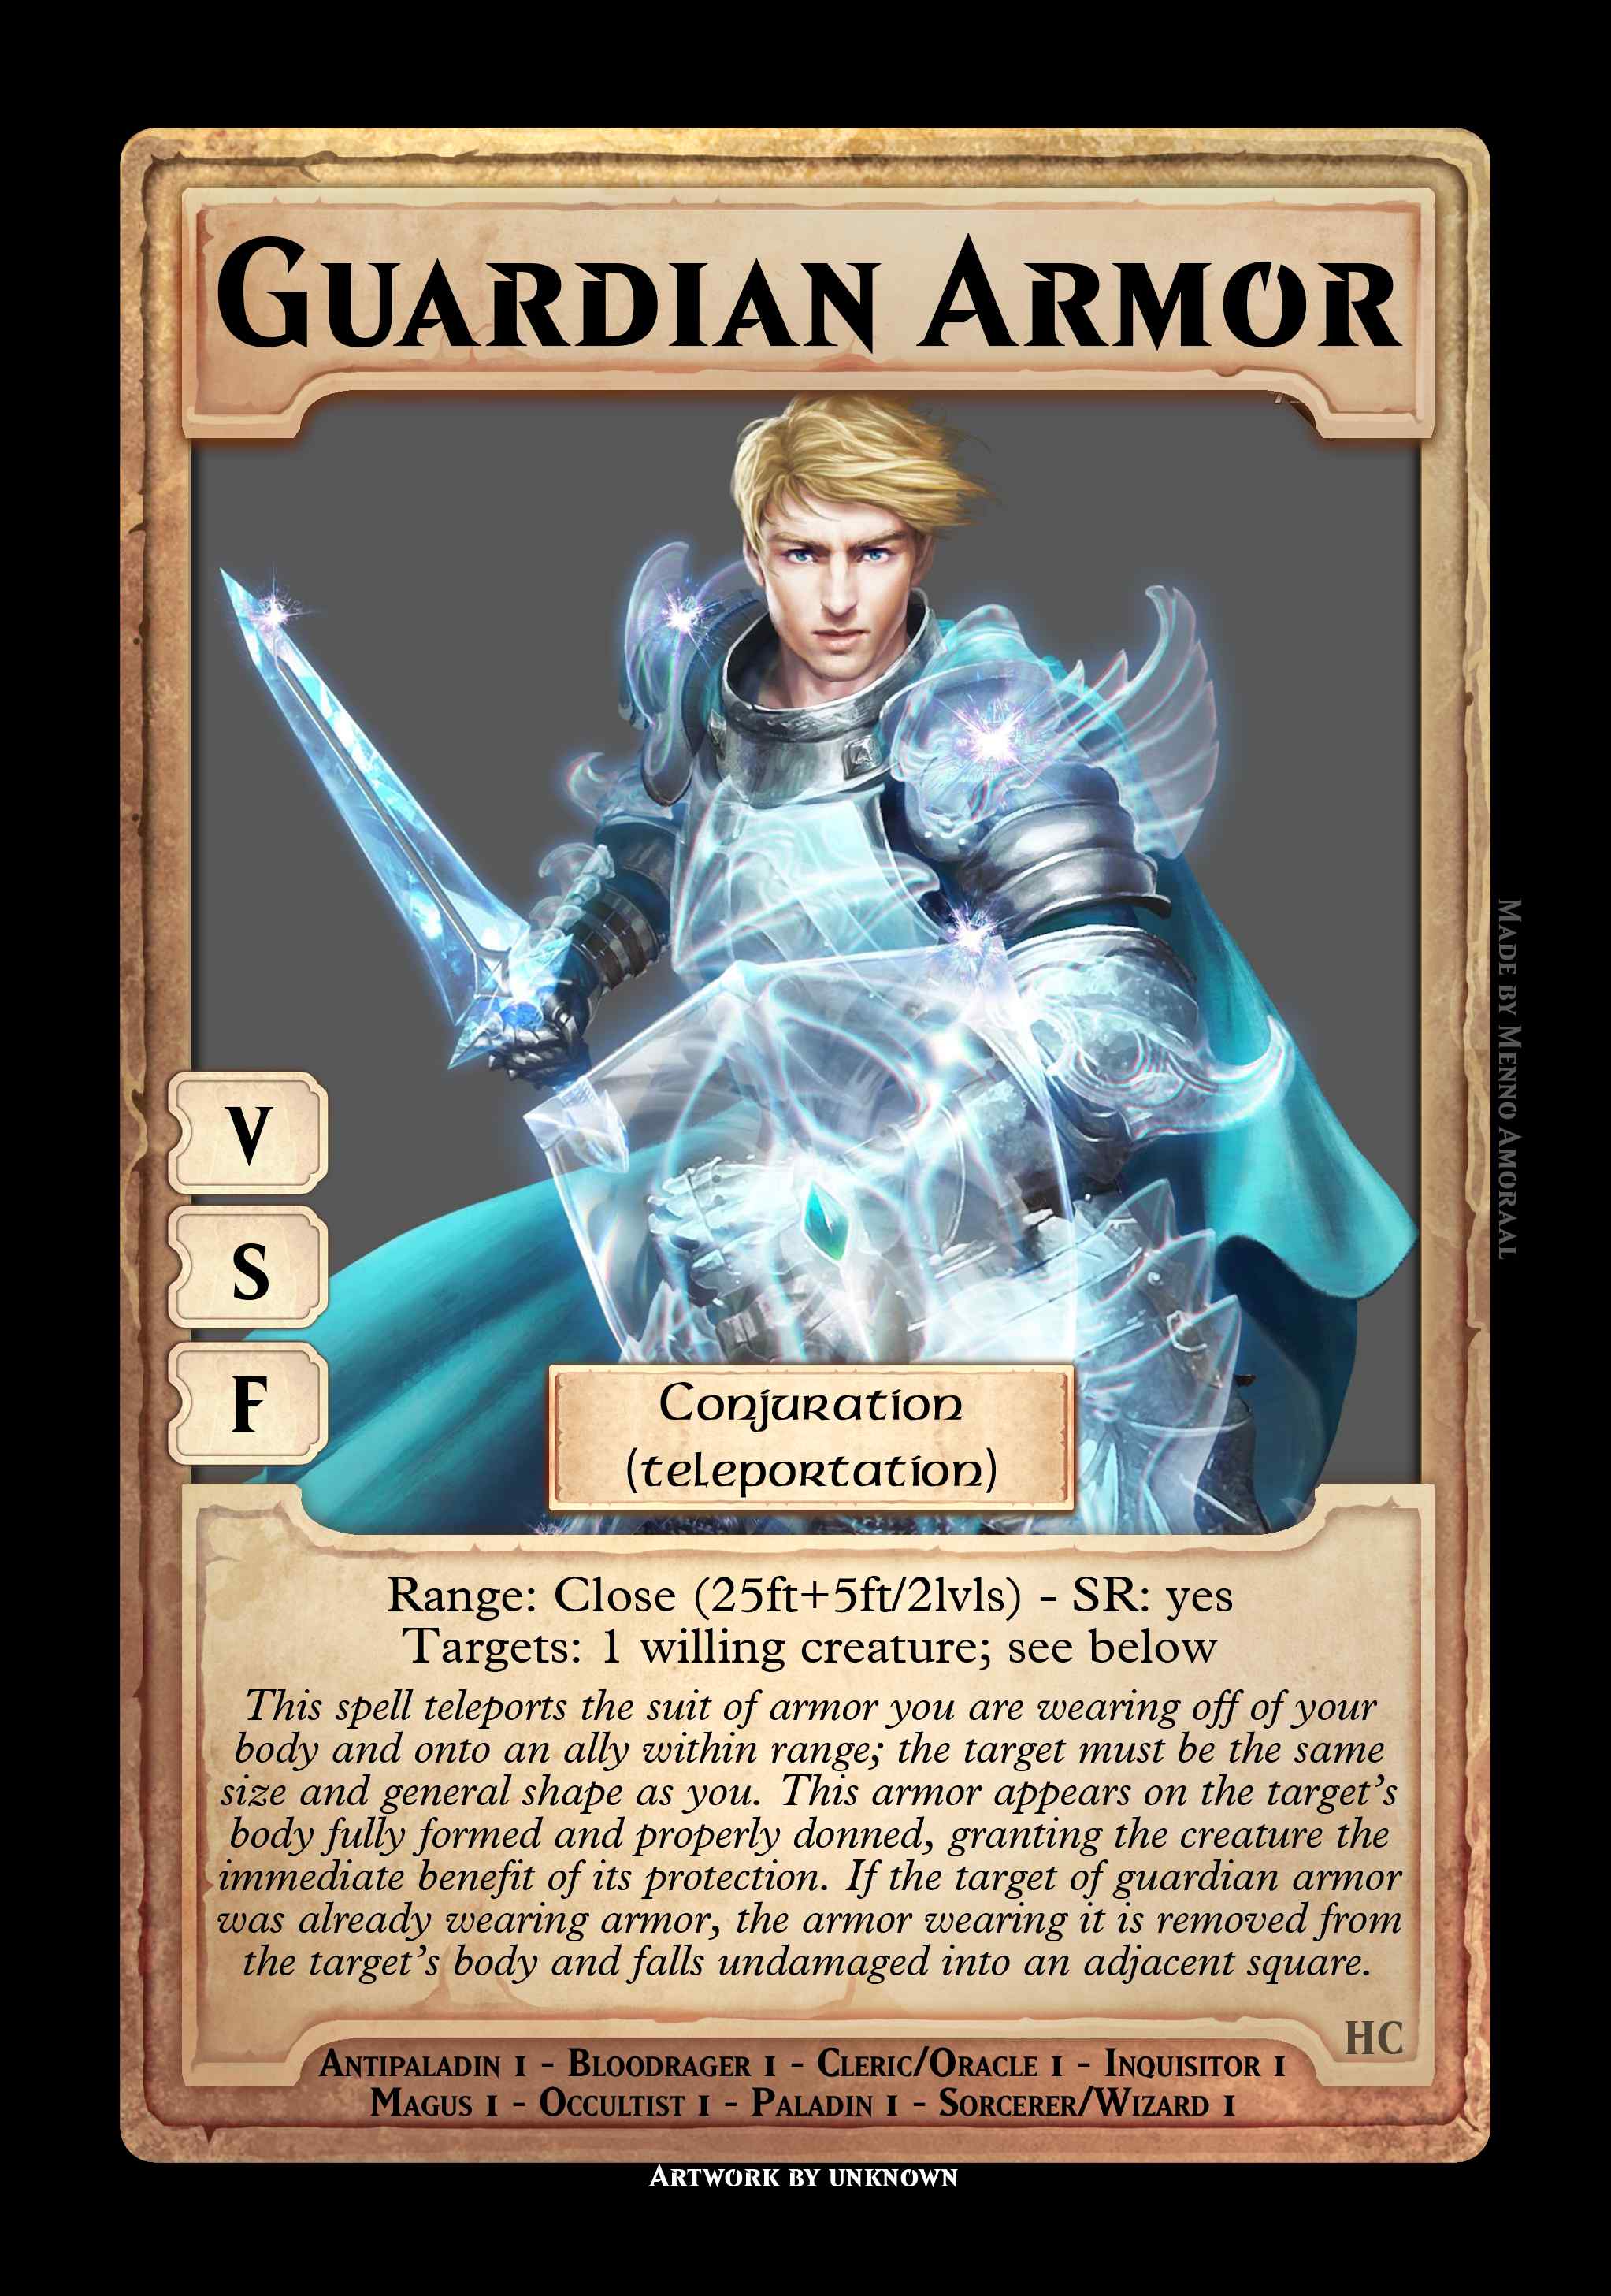 Guardian Armor
V
S
F
Conjuration
(teleportation)
Range: Close (25ft+5ft/2lvls) - SR: yes
Targets: 1 willing creature; see below
This spell teleports the suit of armor you are wearing off of your
body and onto an ally within range; the target must be the same
size and general shape as you. This armor appears on the target's
body fully formed and properly donned, granting the creature the
immediate benefit of its protection. If the target of guardian armor
was already wearing armor, the armor wearing it is removed from
the target's body and falls undamaged into an adjacent square.
HC
Antipaladin 1 - Bloodrager 1 - Cleric/Oracle 1 - Inquisitor 1
Magus 1 - Occultist 1 - Paladin 1 - Sorcerer/Wizard 1
Artwork by unknown
Made by Menno Amoraal